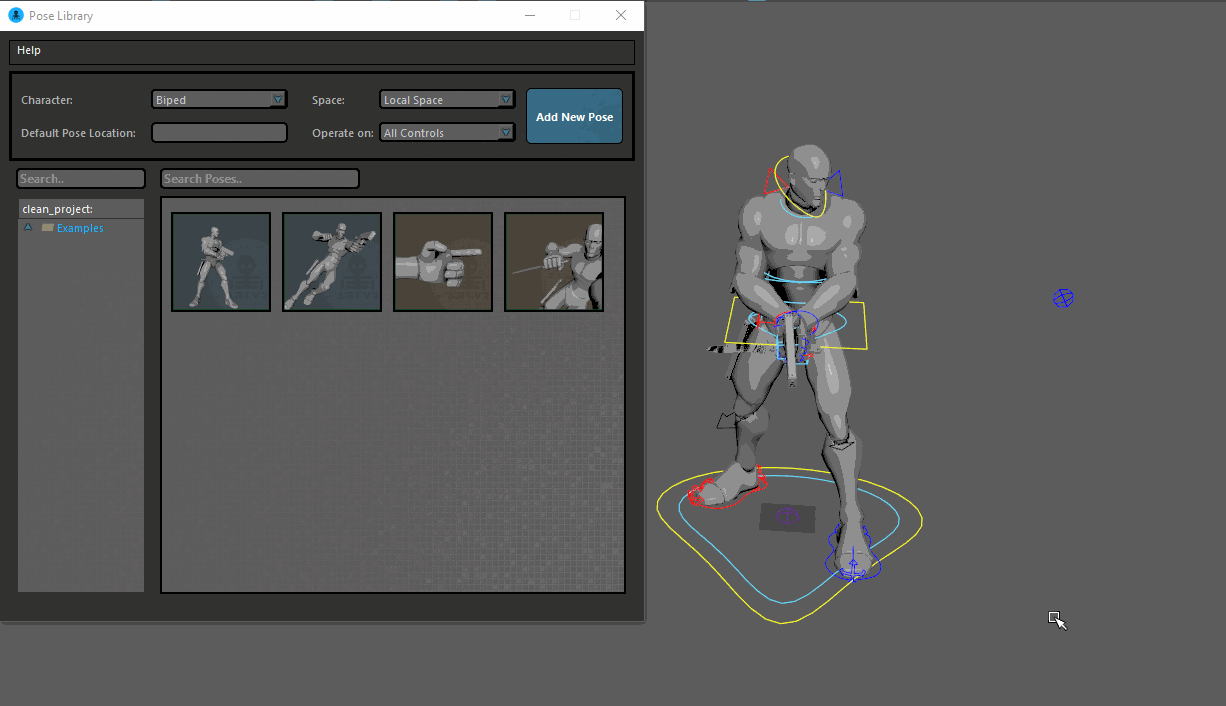 Pose Library
Help
Character:
Biped
Space:
Local Space
Add New Pose
Default Pose Location:
Operate on:
All Controls
Search..
Search Poses..
clean_project:
Examples